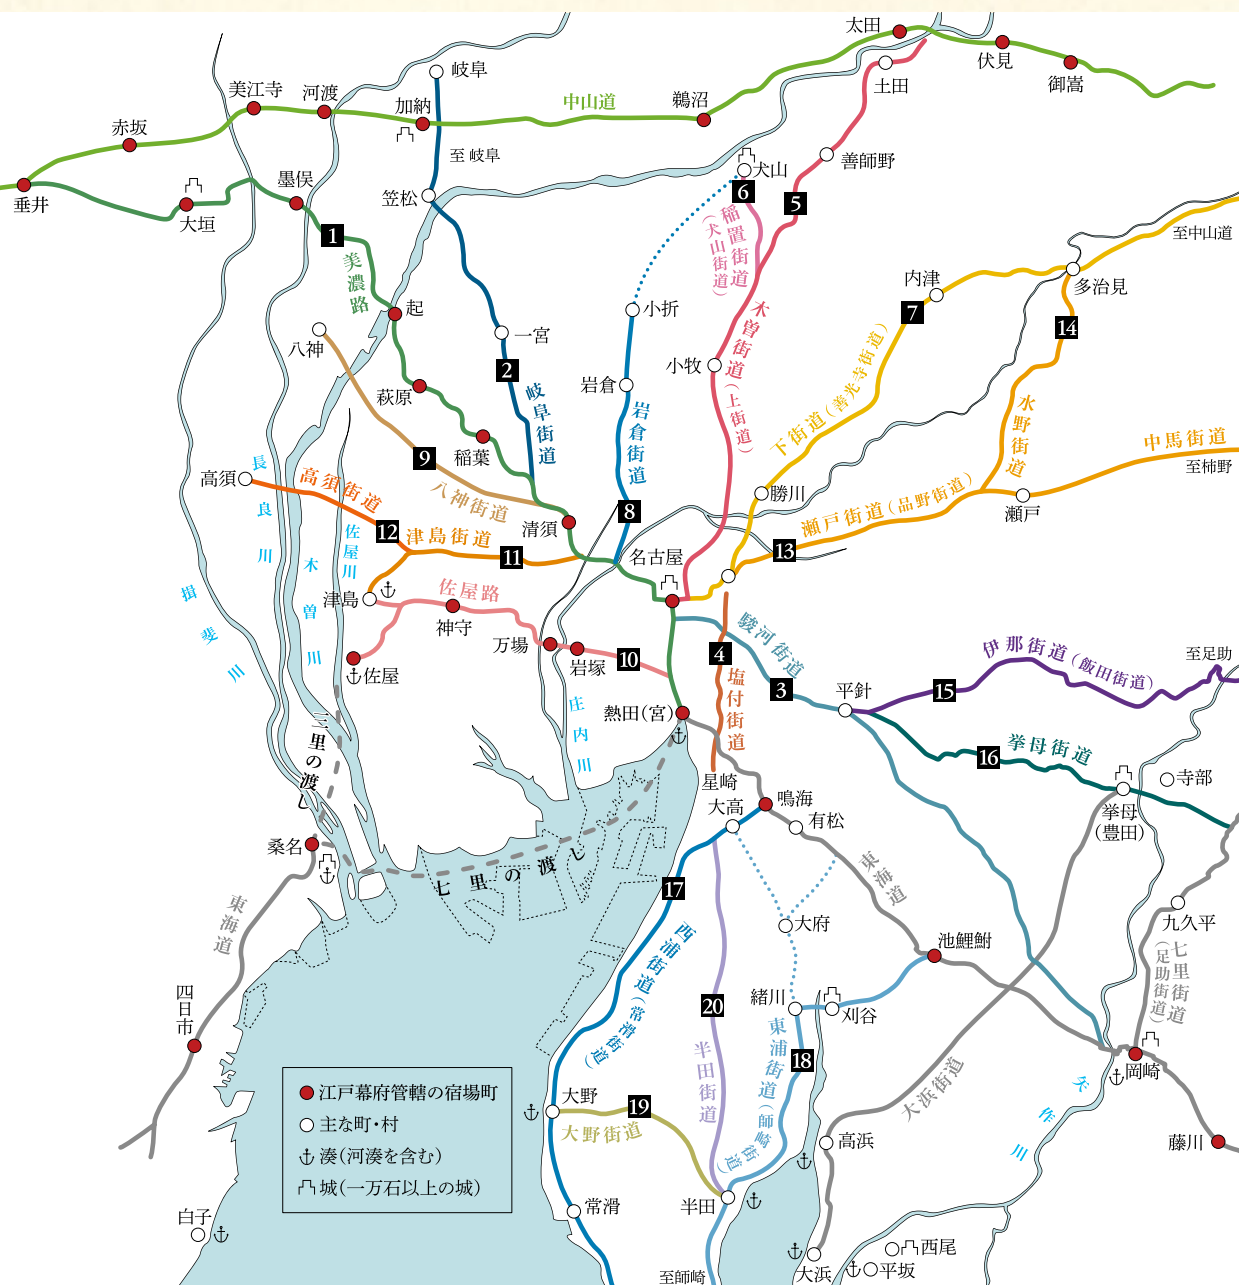 太田
伏見
御嵩
土田
岐阜
美江寺
河渡
加納
中山道
鵜沼
赤坂
至 岐阜
善師野
犬山
垂井
大垣
墨俣
笠松
6
5
稲置街道
(犬山街道)
1
美濃路
至中山道
内津
多治見
7
14
起
小折
木曽街道(上街道)
八神
一宮
2
小牧
下街道(善光寺街道)
萩原
岐阜街道
岩倉
岩倉街道
水野街道
中馬街道
至柿野
9
稲葉
八神街道
高須
長良川
高須街道
勝川
瀬戸街道(品野街道)
瀬戸
8
12
津島街道
11
清須
13
佐屋川
木曽川
名古屋
揖斐川
津島
佐屋路
神守
万場
岩塚
10
佐屋
駿河街道
4
塩付街道
3
平針
伊那街道(飯田街道)
15
至足助
熱田(宮)
庄内川
三里の渡し
16
挙母街道
星崎
寺部
挙母
(豊田)
大高
鳴海
有松
桑名
七里の渡し
東海道
17
東海道
九久平
大府
池鯉鮒
西浦街道(常滑街道)
七里街道
(足助街道)
四日市
20
緒川
刈谷
半田街道
東浦街道(師崎街道)
18
岡崎
矢作川
大浜街道
江戸幕府管轄の宿場町
主な町・村
湊(河湊を含む)
城(一万石以上の城)
大野
19
大野街道
高浜
藤川
白子
常滑
半田
至師崎
大浜
西尾
平坂